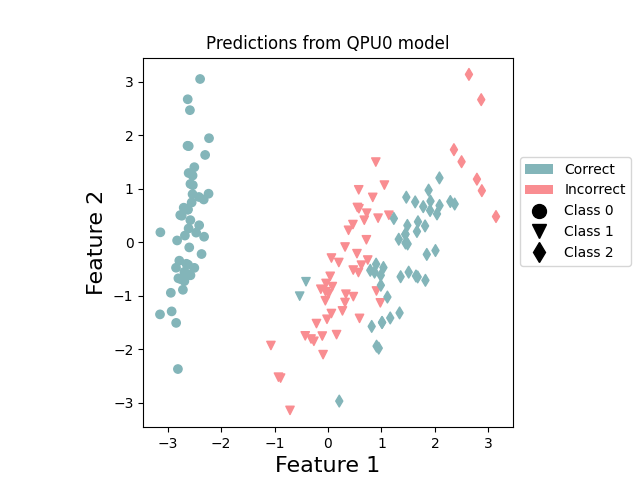 Predictions from QPU0 model
Feature 2
3
2
1
0
−1
−2
−3
−3
−2
−1
0
1
2
3
Feature 1
Correct
Incorrect
Class 0
Class 1
Class 2